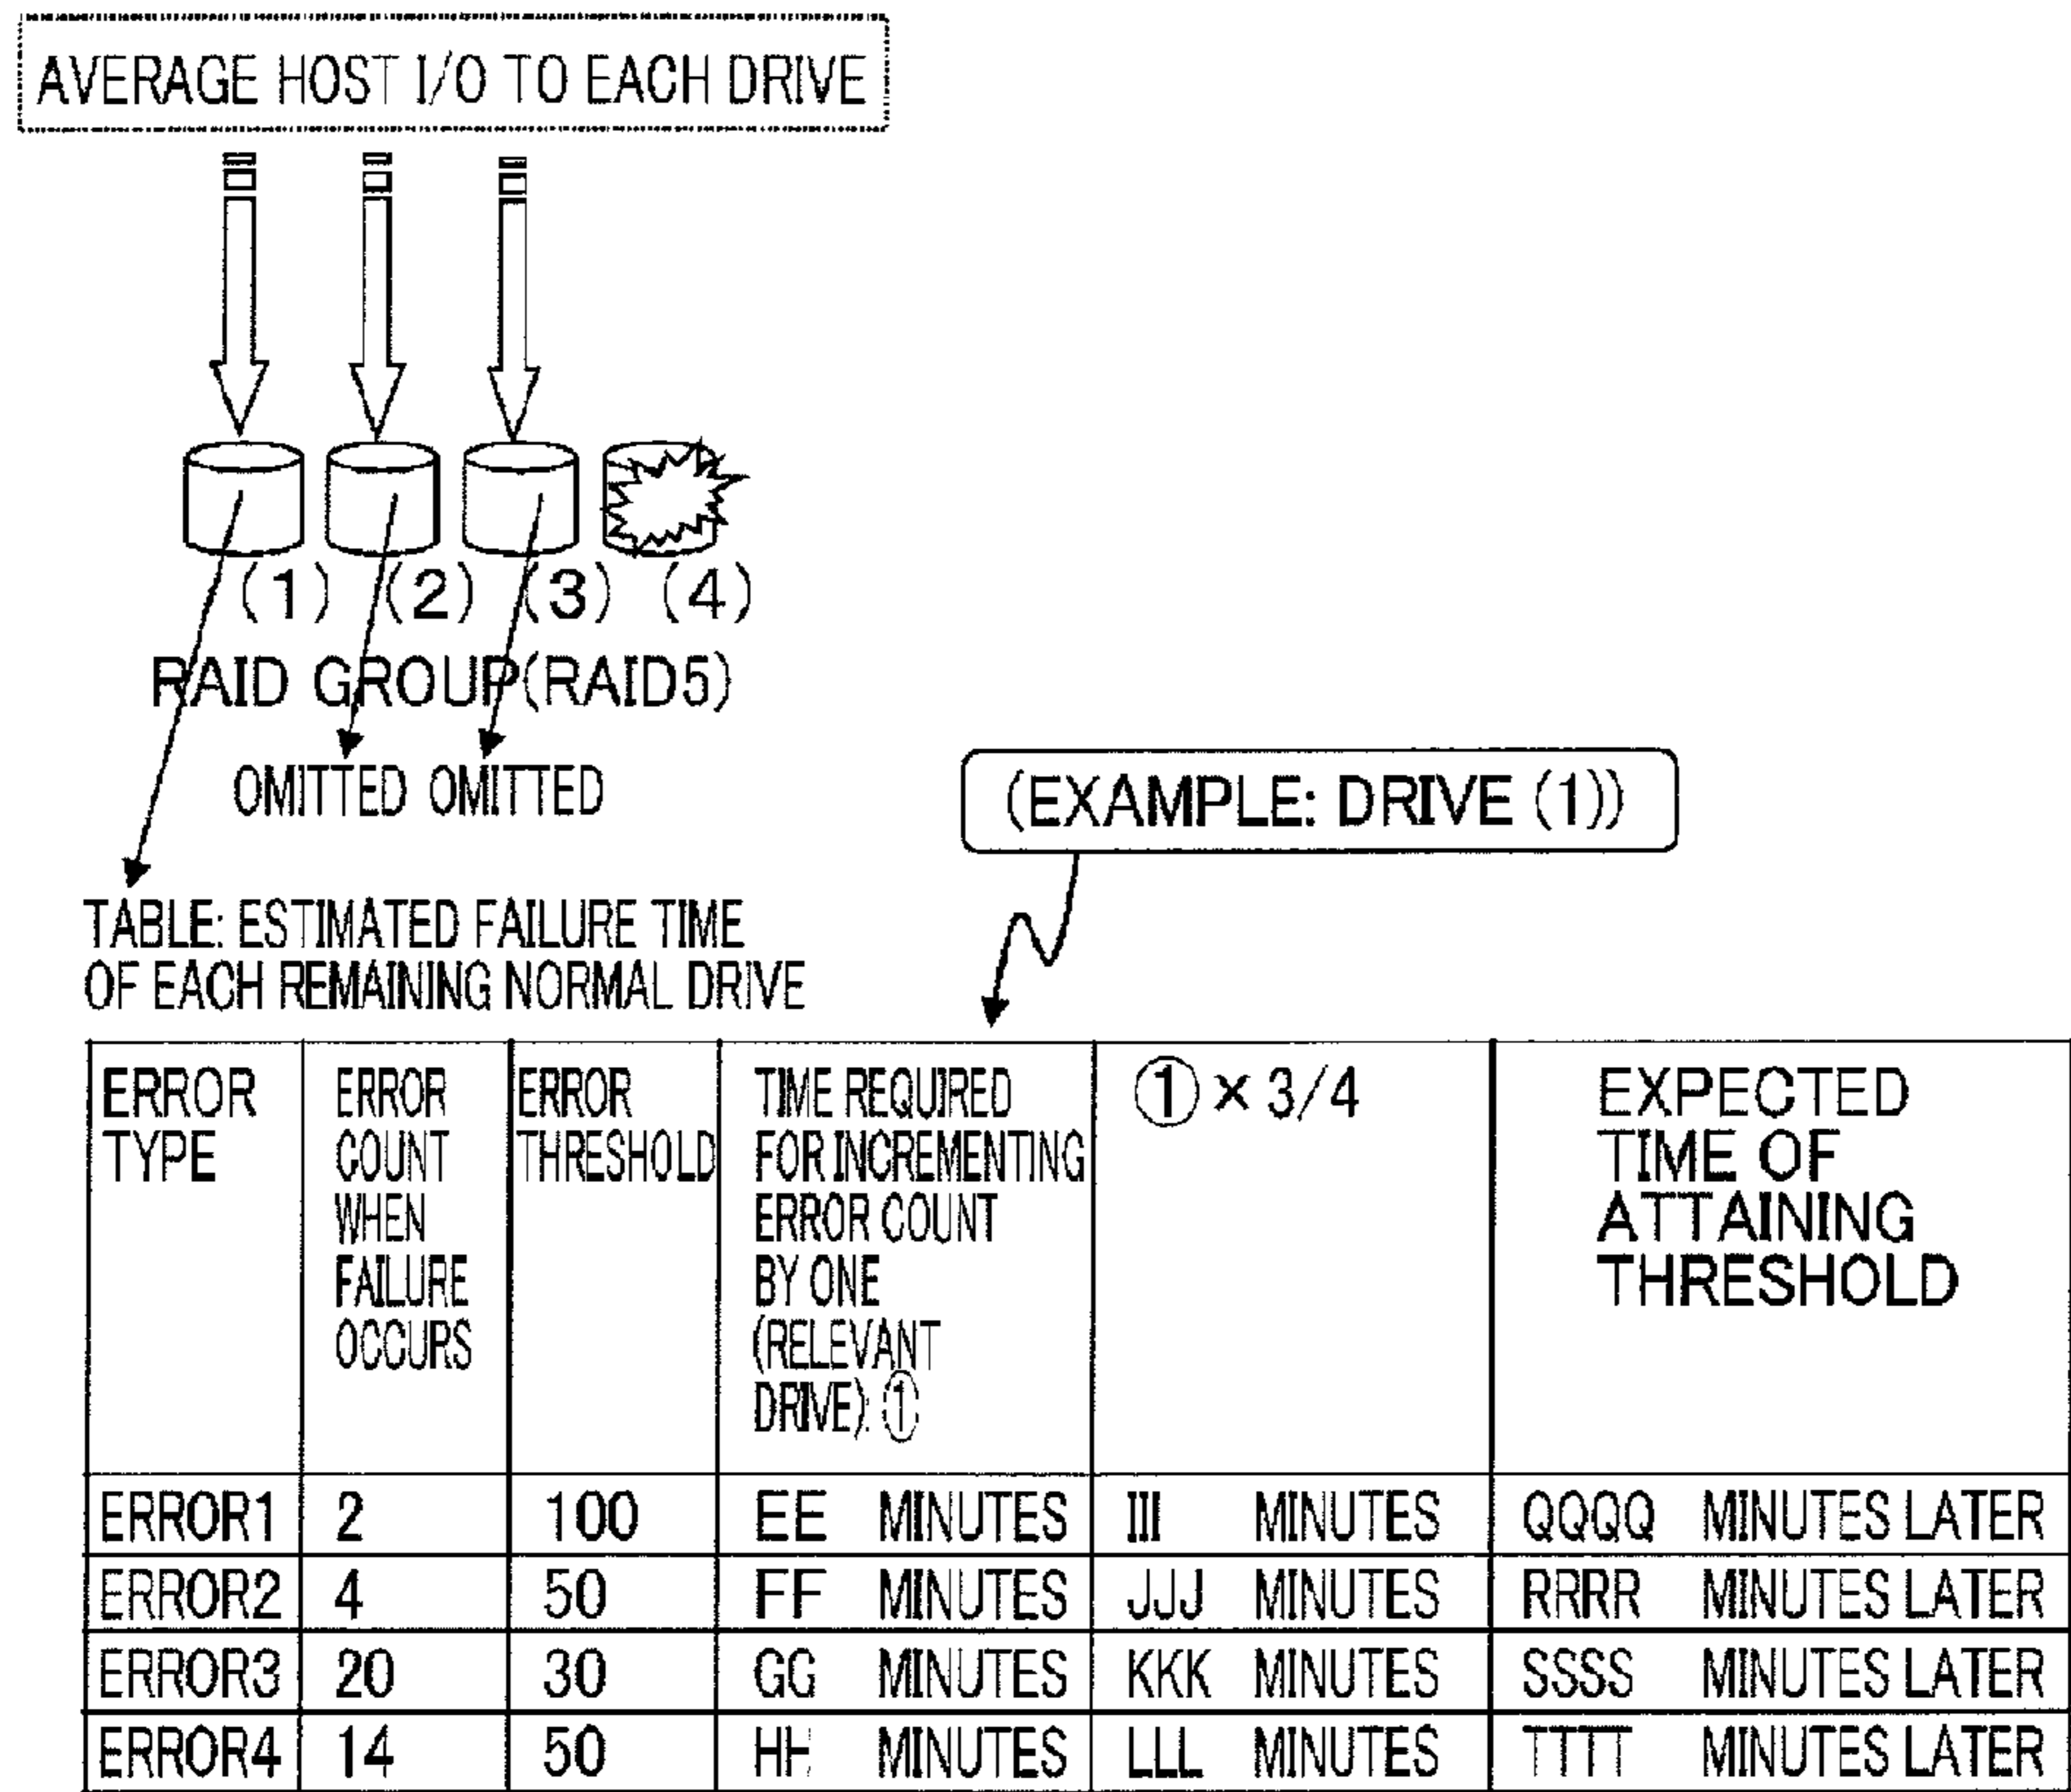 AVERAGE HOST I/O TO EACH DRIVE
(1) (2) (3) (4)
RAID GROUP(RAID5)
OMITTED OMITTED
(EXAMPLE: DRIVE (1))
TABLE: ESTIMATED FAILURE TIME
OF EACH REMAINING NORMAL DRIVE
ERROR
TYPE
ERROR
COUNT
WHEN
FAILURE
OCCURS
ERROR
THRESHOLD
TIME REQUIRED
FOR INCREMENTING
ERROR COUNT
BY ONE
(RELEVANT
DRIVE): ①
① × 3/4
EXPECTED
TIME OF
ATTAINING
THRESHOLD
ERROR1 2 100 EE MINUTES III MINUTES QQQQ MINUTES LATER
ERROR2 4 50 FF MINUTES JJJ MINUTES RRRR MINUTES LATER
ERROR3 20 30 GG MINUTES KKK MINUTES SSSS MINUTES LATER
ERROR4 14 50 HH MINUTES LLL MINUTES TTTT MINUTES LATER